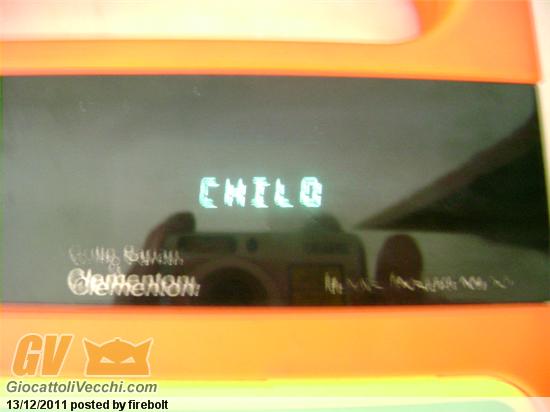 CHILO
Clementoni
GV
GiocattoliVecchi.com
13/12/2011 posted by firebolt